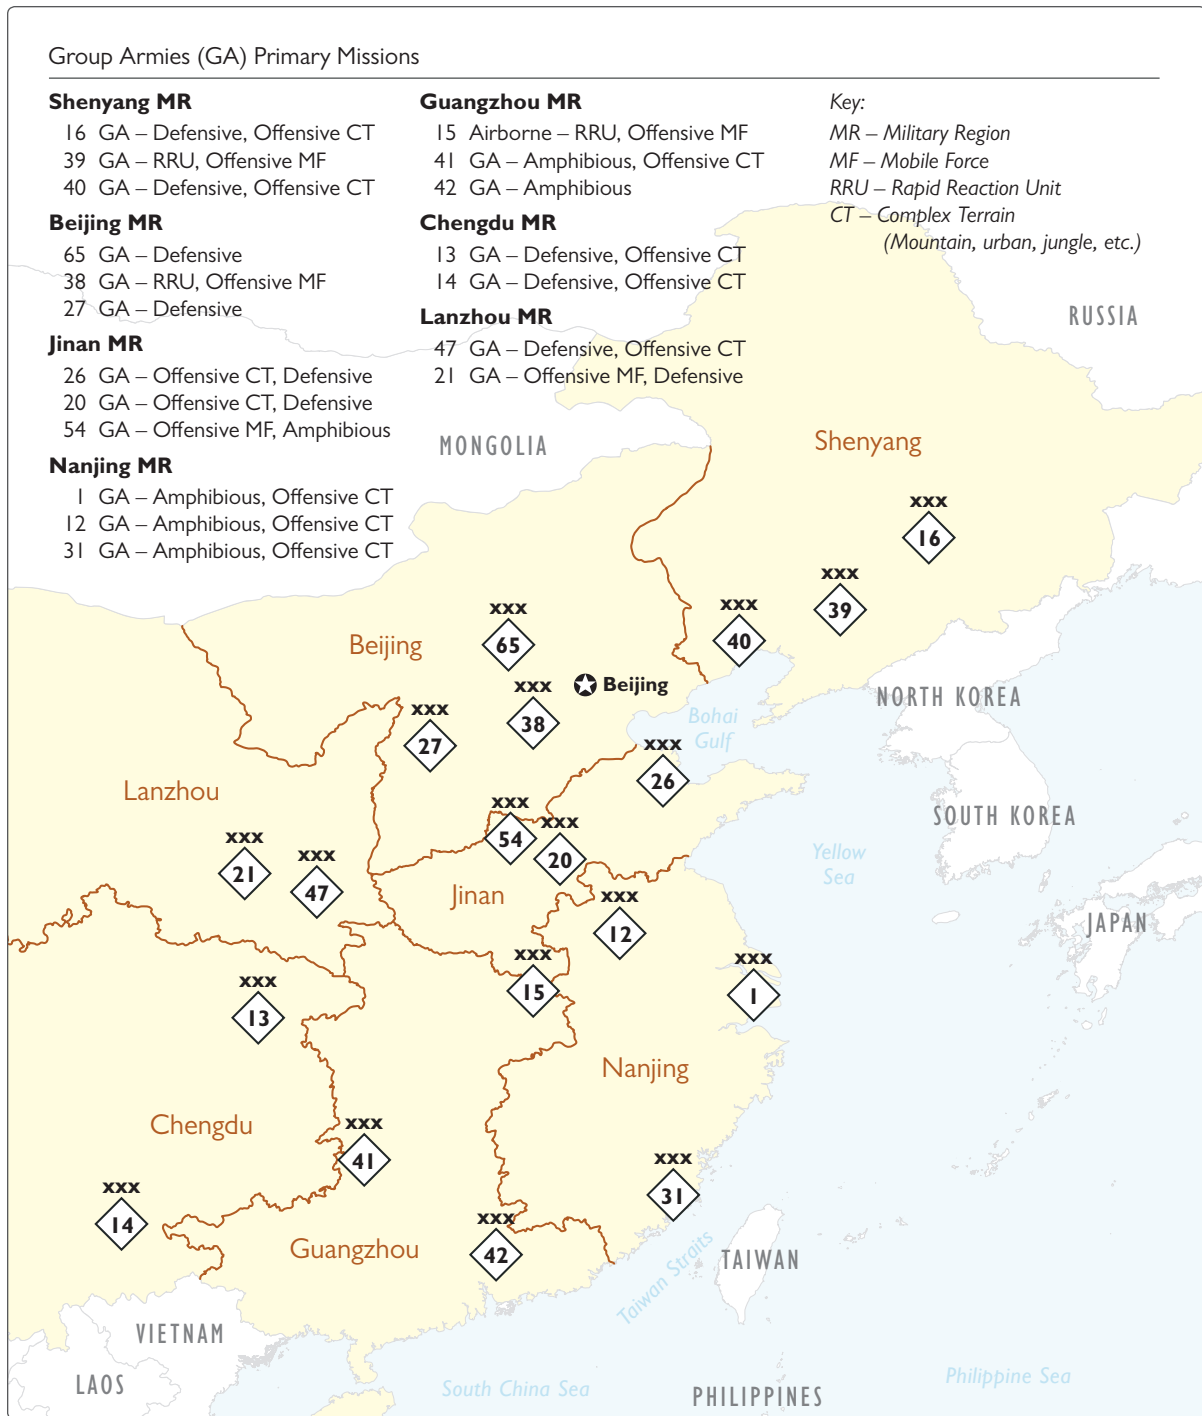 Group Armies (GA) Primary Missions
Shenyang MR
16 GA – Defensive, Offensive CT
39 GA – RRU, Offensive MF
40 GA – Defensive, Offensive CT
Beijing MR
65 GA – Defensive
38 GA – RRU, Offensive MF
27 GA – Defensive
Jinan MR
26 GA – Offensive CT, Defensive
20 GA – Offensive CT, Defensive
54 GA – Offensive MF, Amphibious
Nanjing MR
1 GA – Amphibious, Offensive CT
12 GA – Amphibious, Offensive CT
31 GA – Amphibious, Offensive CT
Guangzhou MR
15 Airborne – RRU, Offensive MF
41 GA – Amphibious, Offensive CT
42 GA – Amphibious
Chengdu MR
13 GA – Defensive, Offensive CT
14 GA – Defensive, Offensive CT
Lanzhou MR
47 GA – Defensive, Offensive CT
21 GA – Offensive MF, Defensive
Key:
MR – Military Region
MF – Mobile Force
RRU – Rapid Reaction Unit
CT – Complex Terrain
(Mountain, urban, jungle, etc.)
RUSSIA
MONGOLIA
Shenyang
xxx
16
xxx
39
xxx
40
xxx
65
Beijing
Beijing
xxx
38
xxx
27
NORTH KOREA
Bohai
Gulf
xxx
26
Lanzhou
xxx
54
xxx
20
SOUTH KOREA
Yellow
Sea
xxx
21
xxx
47
Jinan
xxx
12
JAPAN
xxx
15
xxx
1
xxx
13
Nanjing
Chengdu
xxx
41
xxx
31
xxx
14
Guangzhou
xxx
42
Taiwan Straits
TAIWAN
VIETNAM
LAOS
South China Sea
PHILIPPINES
Philippine Sea